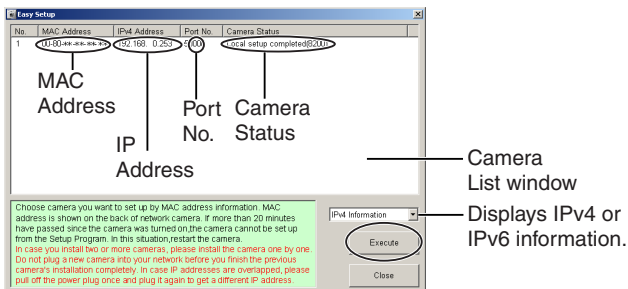 Easy Setup
No. MAC Address IPv4 Address Port No. Camera Status
1 00-80-**-**-**-** 192.168. 0.253 Local setup completed(8200).
MAC Address
IP Address
Port No.
Camera Status
Camera List window
Choose camera you want to set up by MAC address information. MAC
address is shown on the back of network camera. If more than 20 minutes
have passed since the camera was turned on,the camera cannot be set up
from the Setup Program. In this situation,restart the camera.
In case you install two or more cameras, please install the camera one by one.
Do not plug a new camera into your network before you finish the previous
camera's installation completely. In case IP addresses are overlapped, please
pull off the power plug once and plug it again to get a different IP address.
IPv4 Information
Displays IPv4 or
IPv6 information.
Execute
Close